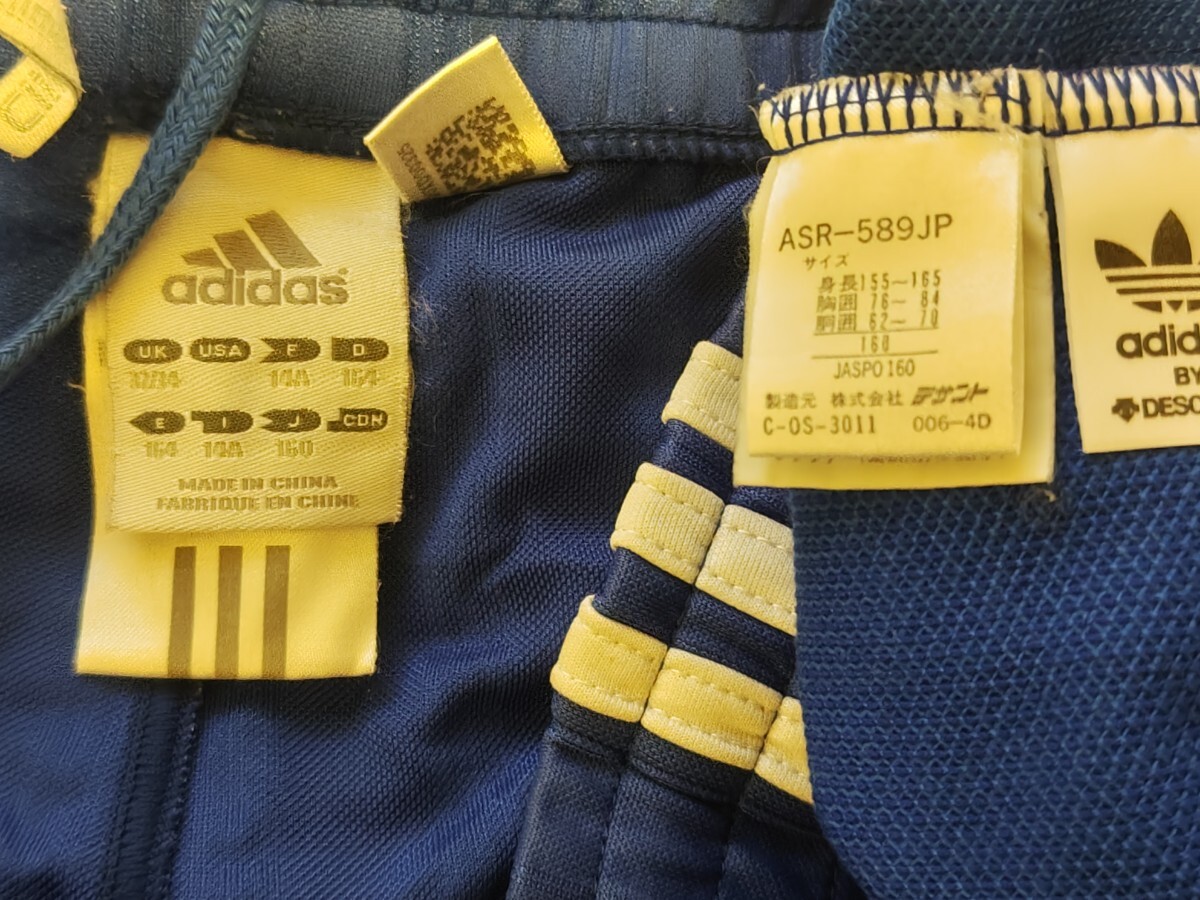 adidas
UK USA F D
32/34 14A 164
E I J CDN
164 14A 160
MADE IN CHINA
FABRIQUE EN CHINE
ASR-589JP
サイズ
身長155~165
胸囲 76~ 84
胴囲 62~ 70
160
JASPO 160
製造元 株式会社 デサント
C-OS-3011 006-4D
adid
BY
DESC